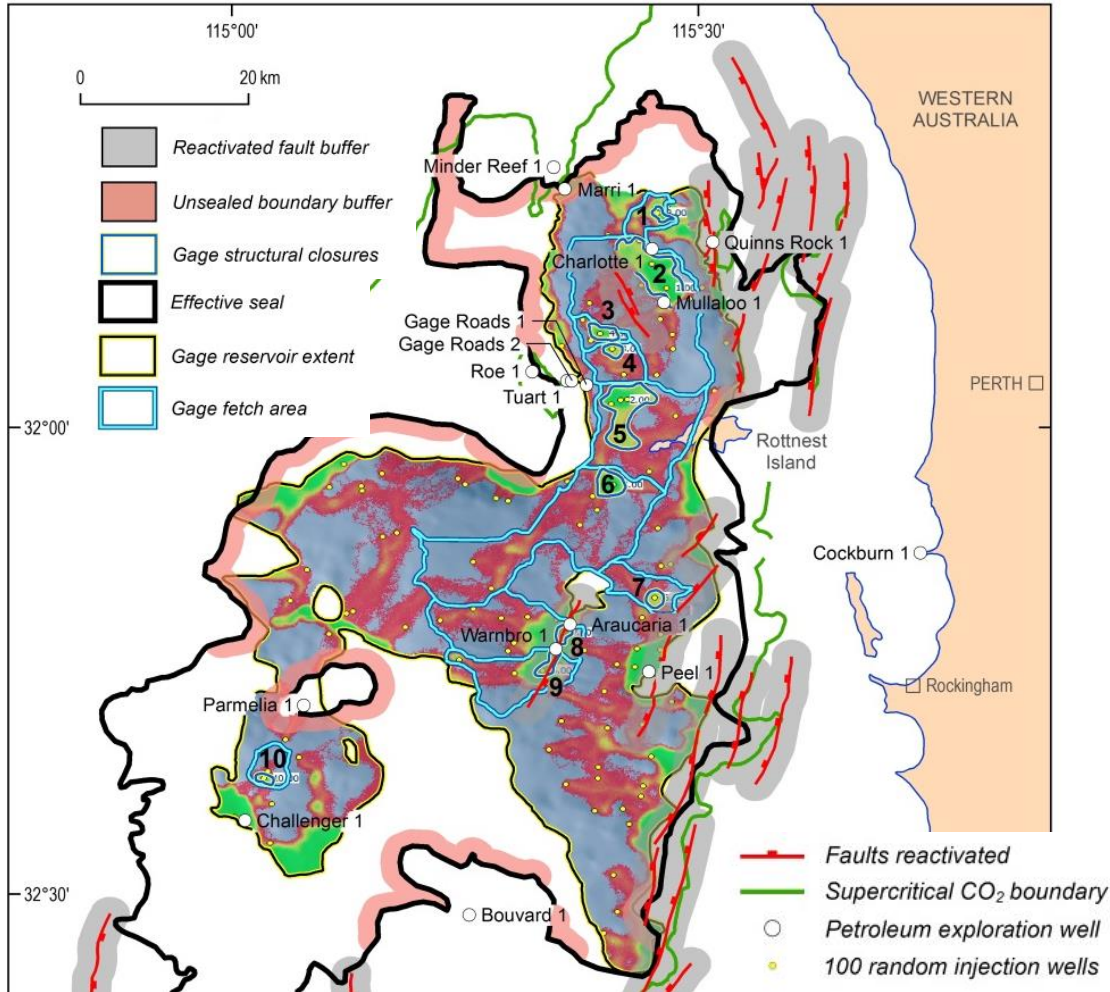 115°00'
115°30'
0
20 km
WESTERN
AUSTRALIA
Reactivated fault buffer
Unsealed boundary buffer
Gage structural closures
Effective seal
Gage reservoir extent
Gage fetch area
Minder Reef 1
Marri 1
1
Quinns Rock 1
Charlotte 1
2
Mullaloo 1
3
Gage Roads 1
Gage Roads 2
4
Roe 1
Tuart 1
PERTH
2.00
5
32°00'
Rottnest
Island
6
Cockburn 1
7
Araucaria 1
Warnbro 1
8
9
Peel 1
Rockingham
Parmelia 1
10
Challenger 1
32°30'
Bouvard 1
Faults reactivated
Supercritical CO₂ boundary
Petroleum exploration well
100 random injection wells